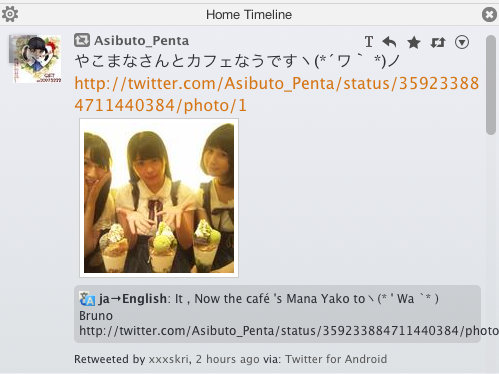 Home Timeline
Asibuto_Penta
やこまなさんとカフェなうですヽ(*´ワ｀ *)ノ
http://twitter.com/Asibuto_Penta/status/35923388
4711440384/photo/1
ja→English: It , Now the café 's Mana Yako toヽ(* ' Wa `* )
Bruno
http://twitter.com/Asibuto_Penta/status/359233884711440384/photo
Retweeted by xxxskri, 2 hours ago via: Twitter for Android